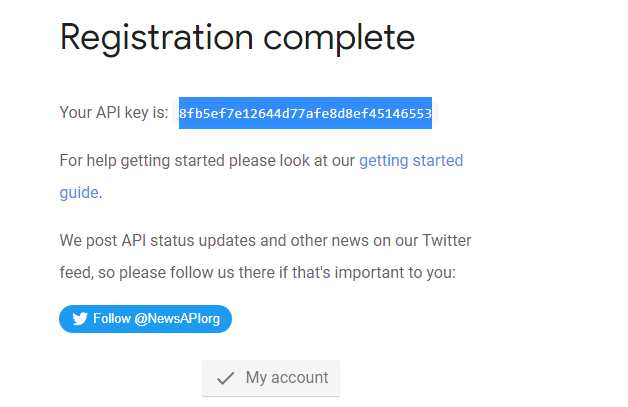 Registration complete
Your API key is: 8fb5ef7e12644d77afe8d8ef45146553
For help getting started please look at our getting started
guide.
We post API status updates and other news on our Twitter
feed, so please follow us there if that's important to you:
Follow @NewsAPIorg
My account